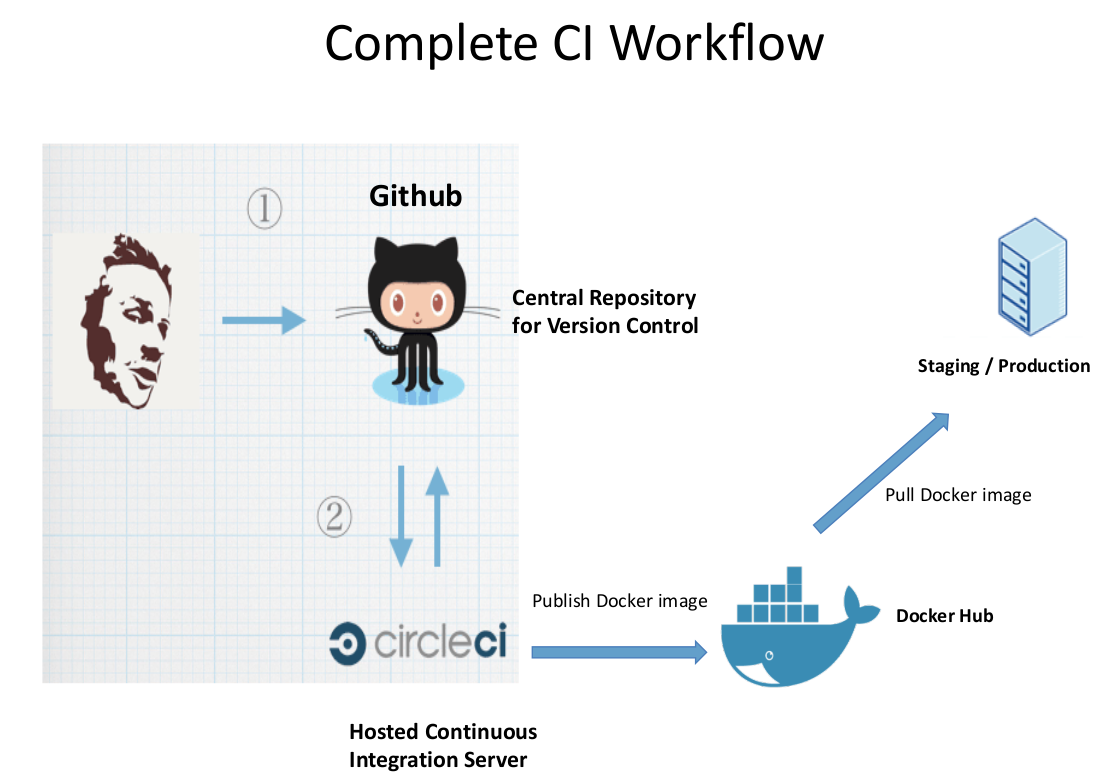 Complete CI Workflow
①
Github
Central Repository
for Version Control
Staging / Production
②
Pull Docker image
Publish Docker image
Docker Hub
circleci
Hosted Continuous
Integration Server